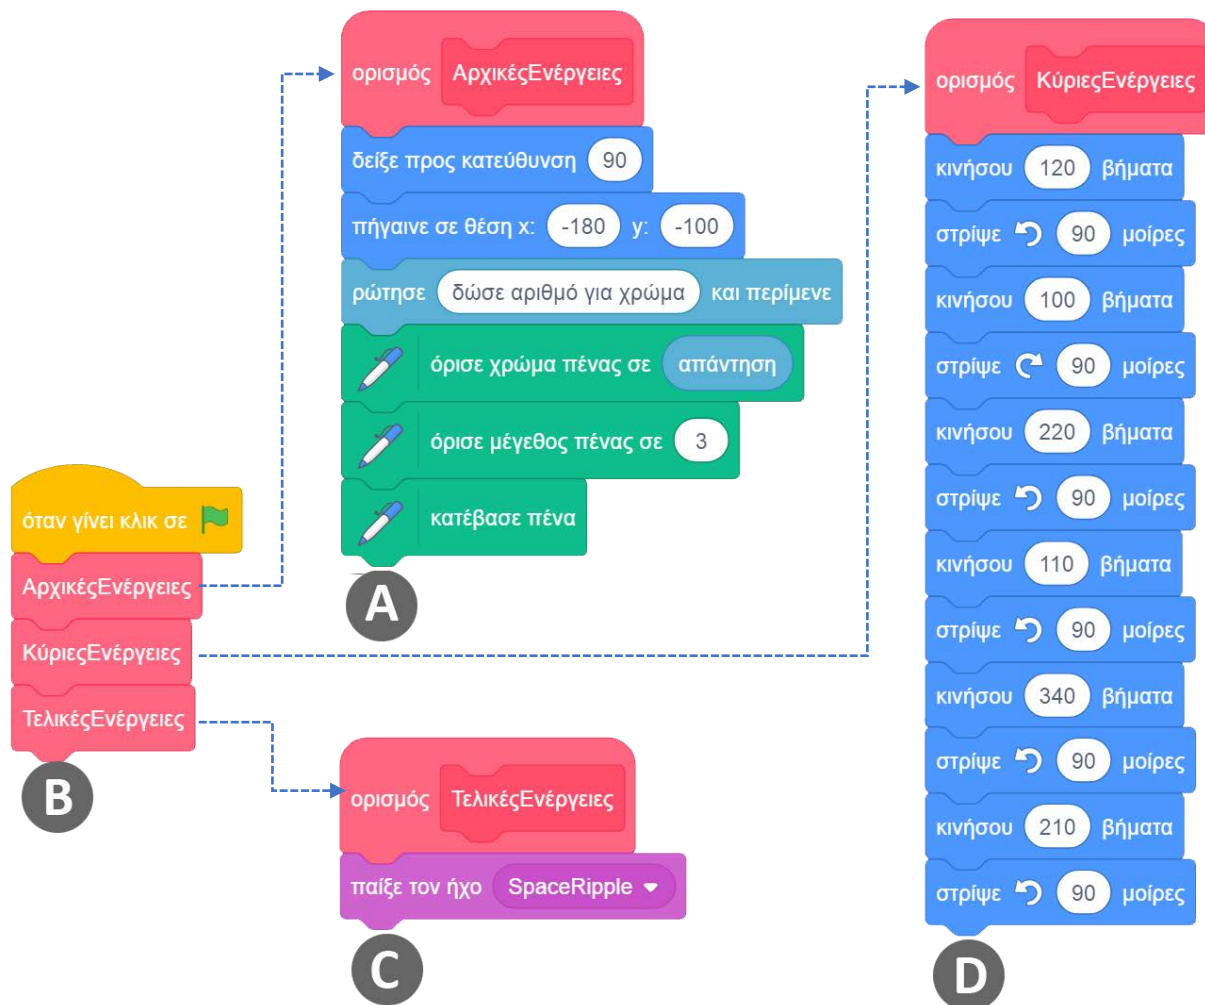 ορισμός ΑρχικέςΕνέργειες
δείξε προς κατεύθυνση 90
πήγαινε σε θέση x: -180 y: -100
ρώτησε δώσε αριθμό για χρώμα και περίμενε
όρισε χρώμα πένας σε απάντηση
όρισε μέγεθος πένας σε 3
κατέβασε πένα
A
όταν γίνει κλικ σε
ΑρχικέςΕνέργειες
ΚύριεςΕνέργειες
ΤελικέςΕνέργειες
B
ορισμός ΤελικέςΕνέργειες
παίξε τον ήχο SpaceRipple
C
ορισμός ΚύριεςΕνέργειες
κινήσου 120 βήματα
στρίψε 90 μοίρες
κινήσου 100 βήματα
στρίψε 90 μοίρες
κινήσου 220 βήματα
στρίψε 90 μοίρες
κινήσου 110 βήματα
στρίψε 90 μοίρες
κινήσου 340 βήματα
στρίψε 90 μοίρες
κινήσου 210 βήματα
στρίψε 90 μοίρες
D